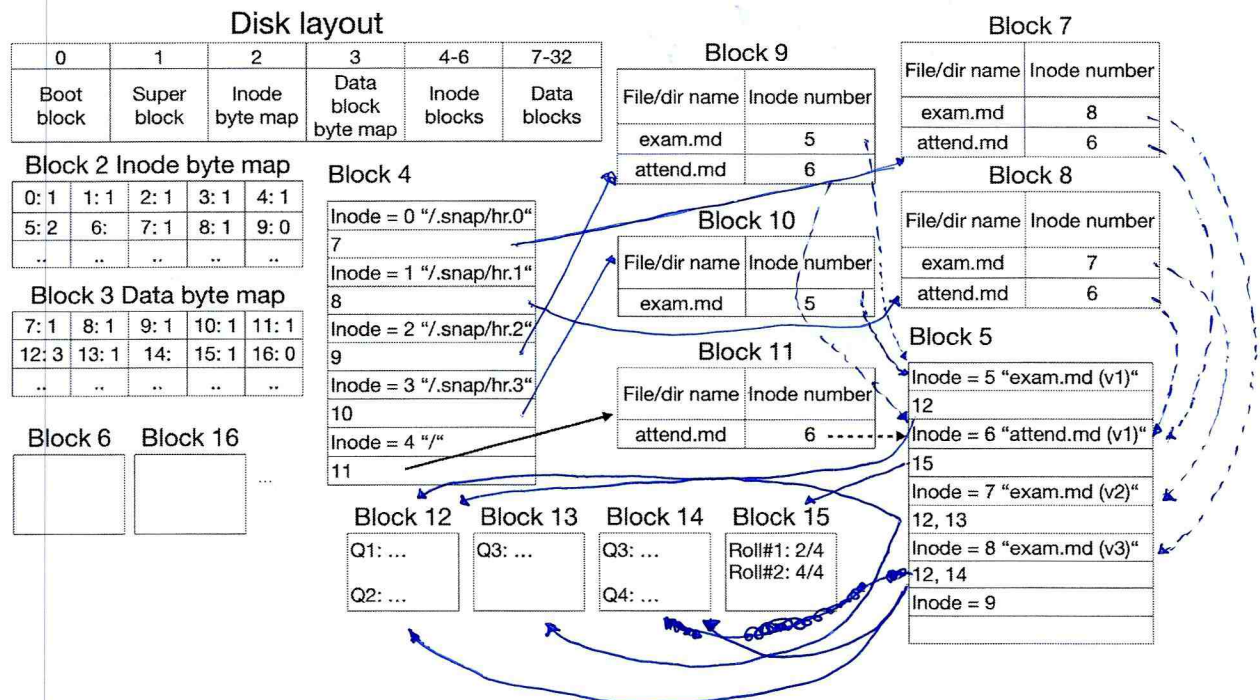 Disk layout
0 1 2 3 4-6 7-32
Boot block Super block Inode byte map Data block byte map Inode blocks Data blocks
Block 2 Inode byte map
0: 1 1: 1 2: 1 3: 1 4: 1
5: 2 6: 7: 1 8: 1 9: 0
.. .. .. .. ..
Block 3 Data byte map
7: 1 8: 1 9: 1 10: 1 11: 1
12: 3 13: 1 14: 15: 1 16: 0
.. .. .. .. ..
Block 6
Block 16
...
Block 4
Inode = 0 "/.snap/hr.0"
7
Inode = 1 "/.snap/hr.1"
8
Inode = 2 "/.snap/hr.2"
9
Inode = 3 "/.snap/hr.3"
10
Inode = 4 "/"
11
Block 9
File/dir name Inode number
exam.md 5
attend.md 6
Block 10
File/dir name Inode number
exam.md 5
Block 11
File/dir name Inode number
attend.md 6
Block 7
File/dir name Inode number
exam.md 8
attend.md 6
Block 8
File/dir name Inode number
exam.md 7
attend.md 6
Block 5
Inode = 5 "exam.md (v1)"
12
Inode = 6 "attend.md (v1)"
15
Inode = 7 "exam.md (v2)"
12, 13
Inode = 8 "exam.md (v3)"
12, 14
Inode = 9
Block 12
Q1: ...
Q2: ...
Block 13
Q3: ...
Block 14
Q3: ...
Q4: ...
Block 15
Roll#1: 2/4
Roll#2: 4/4